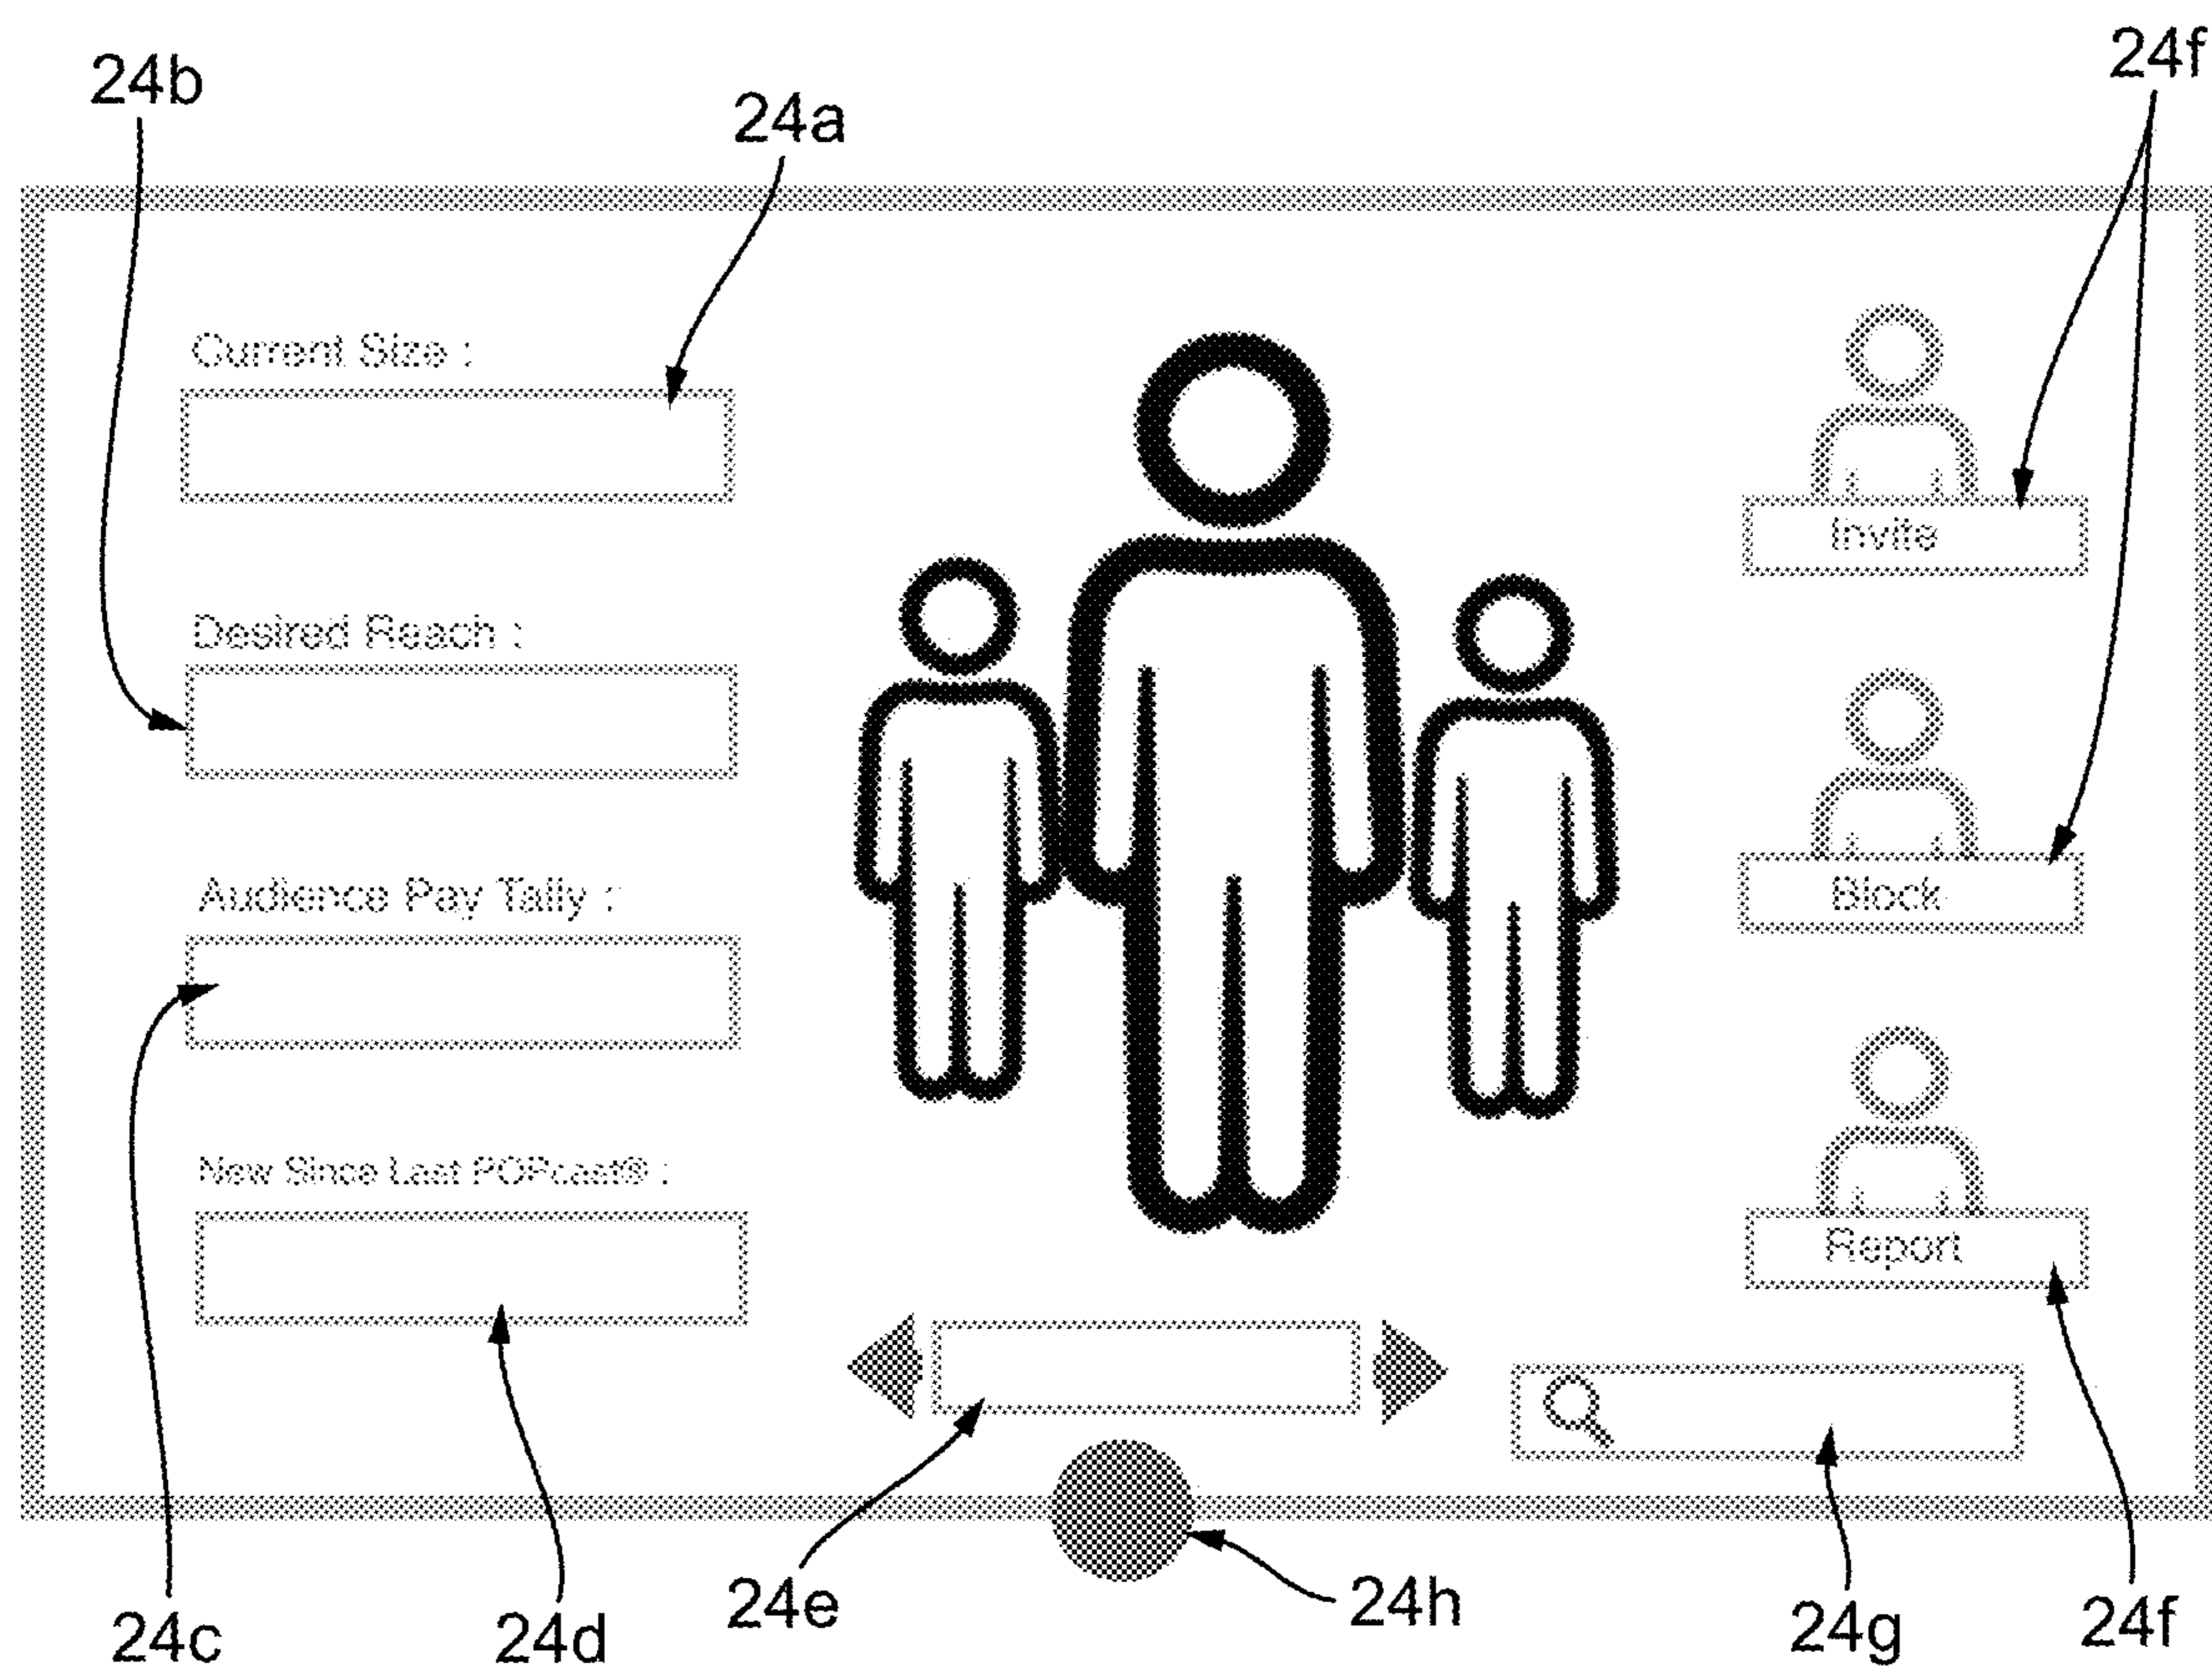 24b
24a
24f
Current Size :
Invite
Desired Reach :
Block
Audience Pay Tally :
New Since Last POPcast® :
Report
24e
24h
24c
24d
24g
24f